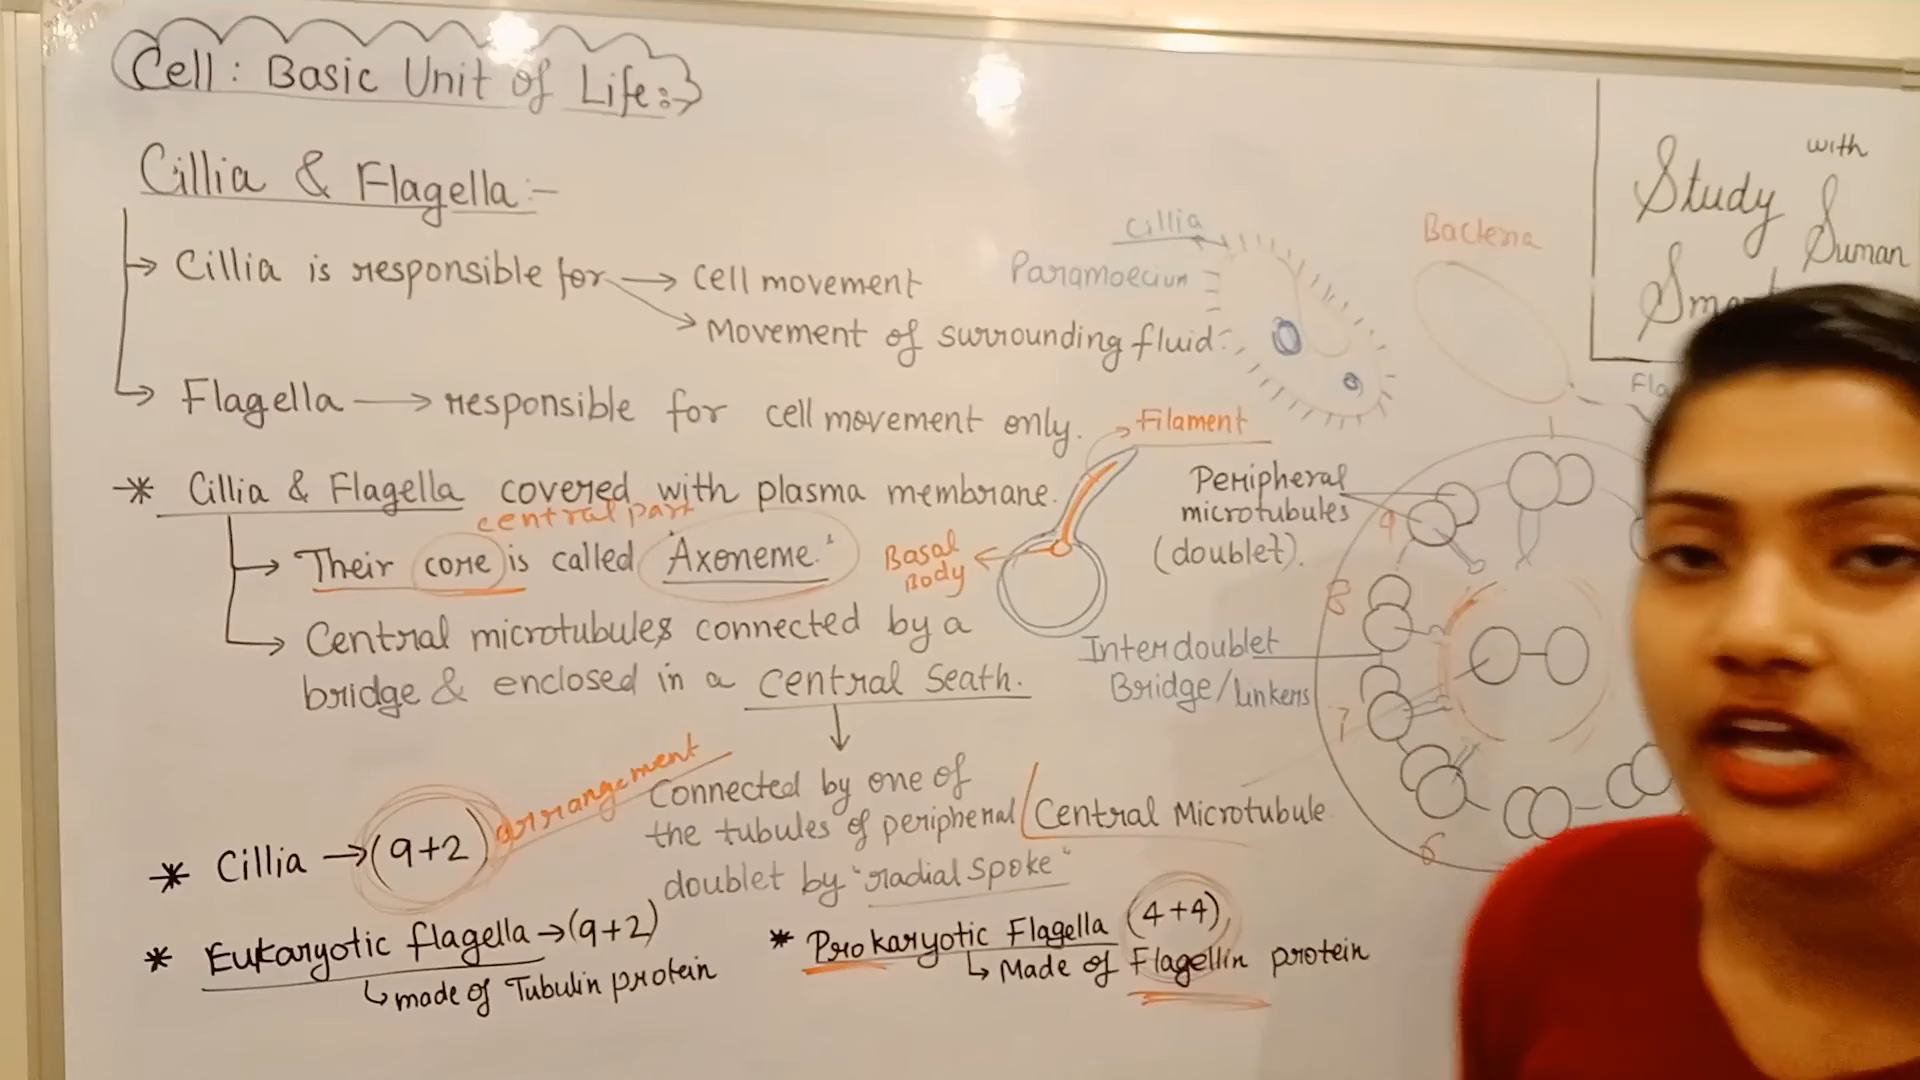 Cell: Basic Unit of Life:→
Cillia & Flagella:-
→ Cillia is responsible for → cell movement
→ Movement of surrounding fluid.
→ Flagella → responsible for cell movement only.
* Cillia & Flagella covered with plasma membrane.
central part
→ Their core is called "Axoneme."
→ Central microtubules connected by a
bridge & enclosed in a central Seath.
↓
Connected by one of
the tubules of peripheral
doublet by "radial spoke"
Central Microtubule
* Cillia → (9+2) arrangement
* Eukaryotic flagella → (9+2)
↳ made of Tubulin protein
* Prokaryotic Flagella (4+4)
↳ Made of Flagellin protein
Cillia
Paramoecium
Bacteria
Filament
Basal
Body
Peripheral
microtubules
(doublet).
Interdoublet
Bridge/linkers
9
8
7
6
Study with
Suman